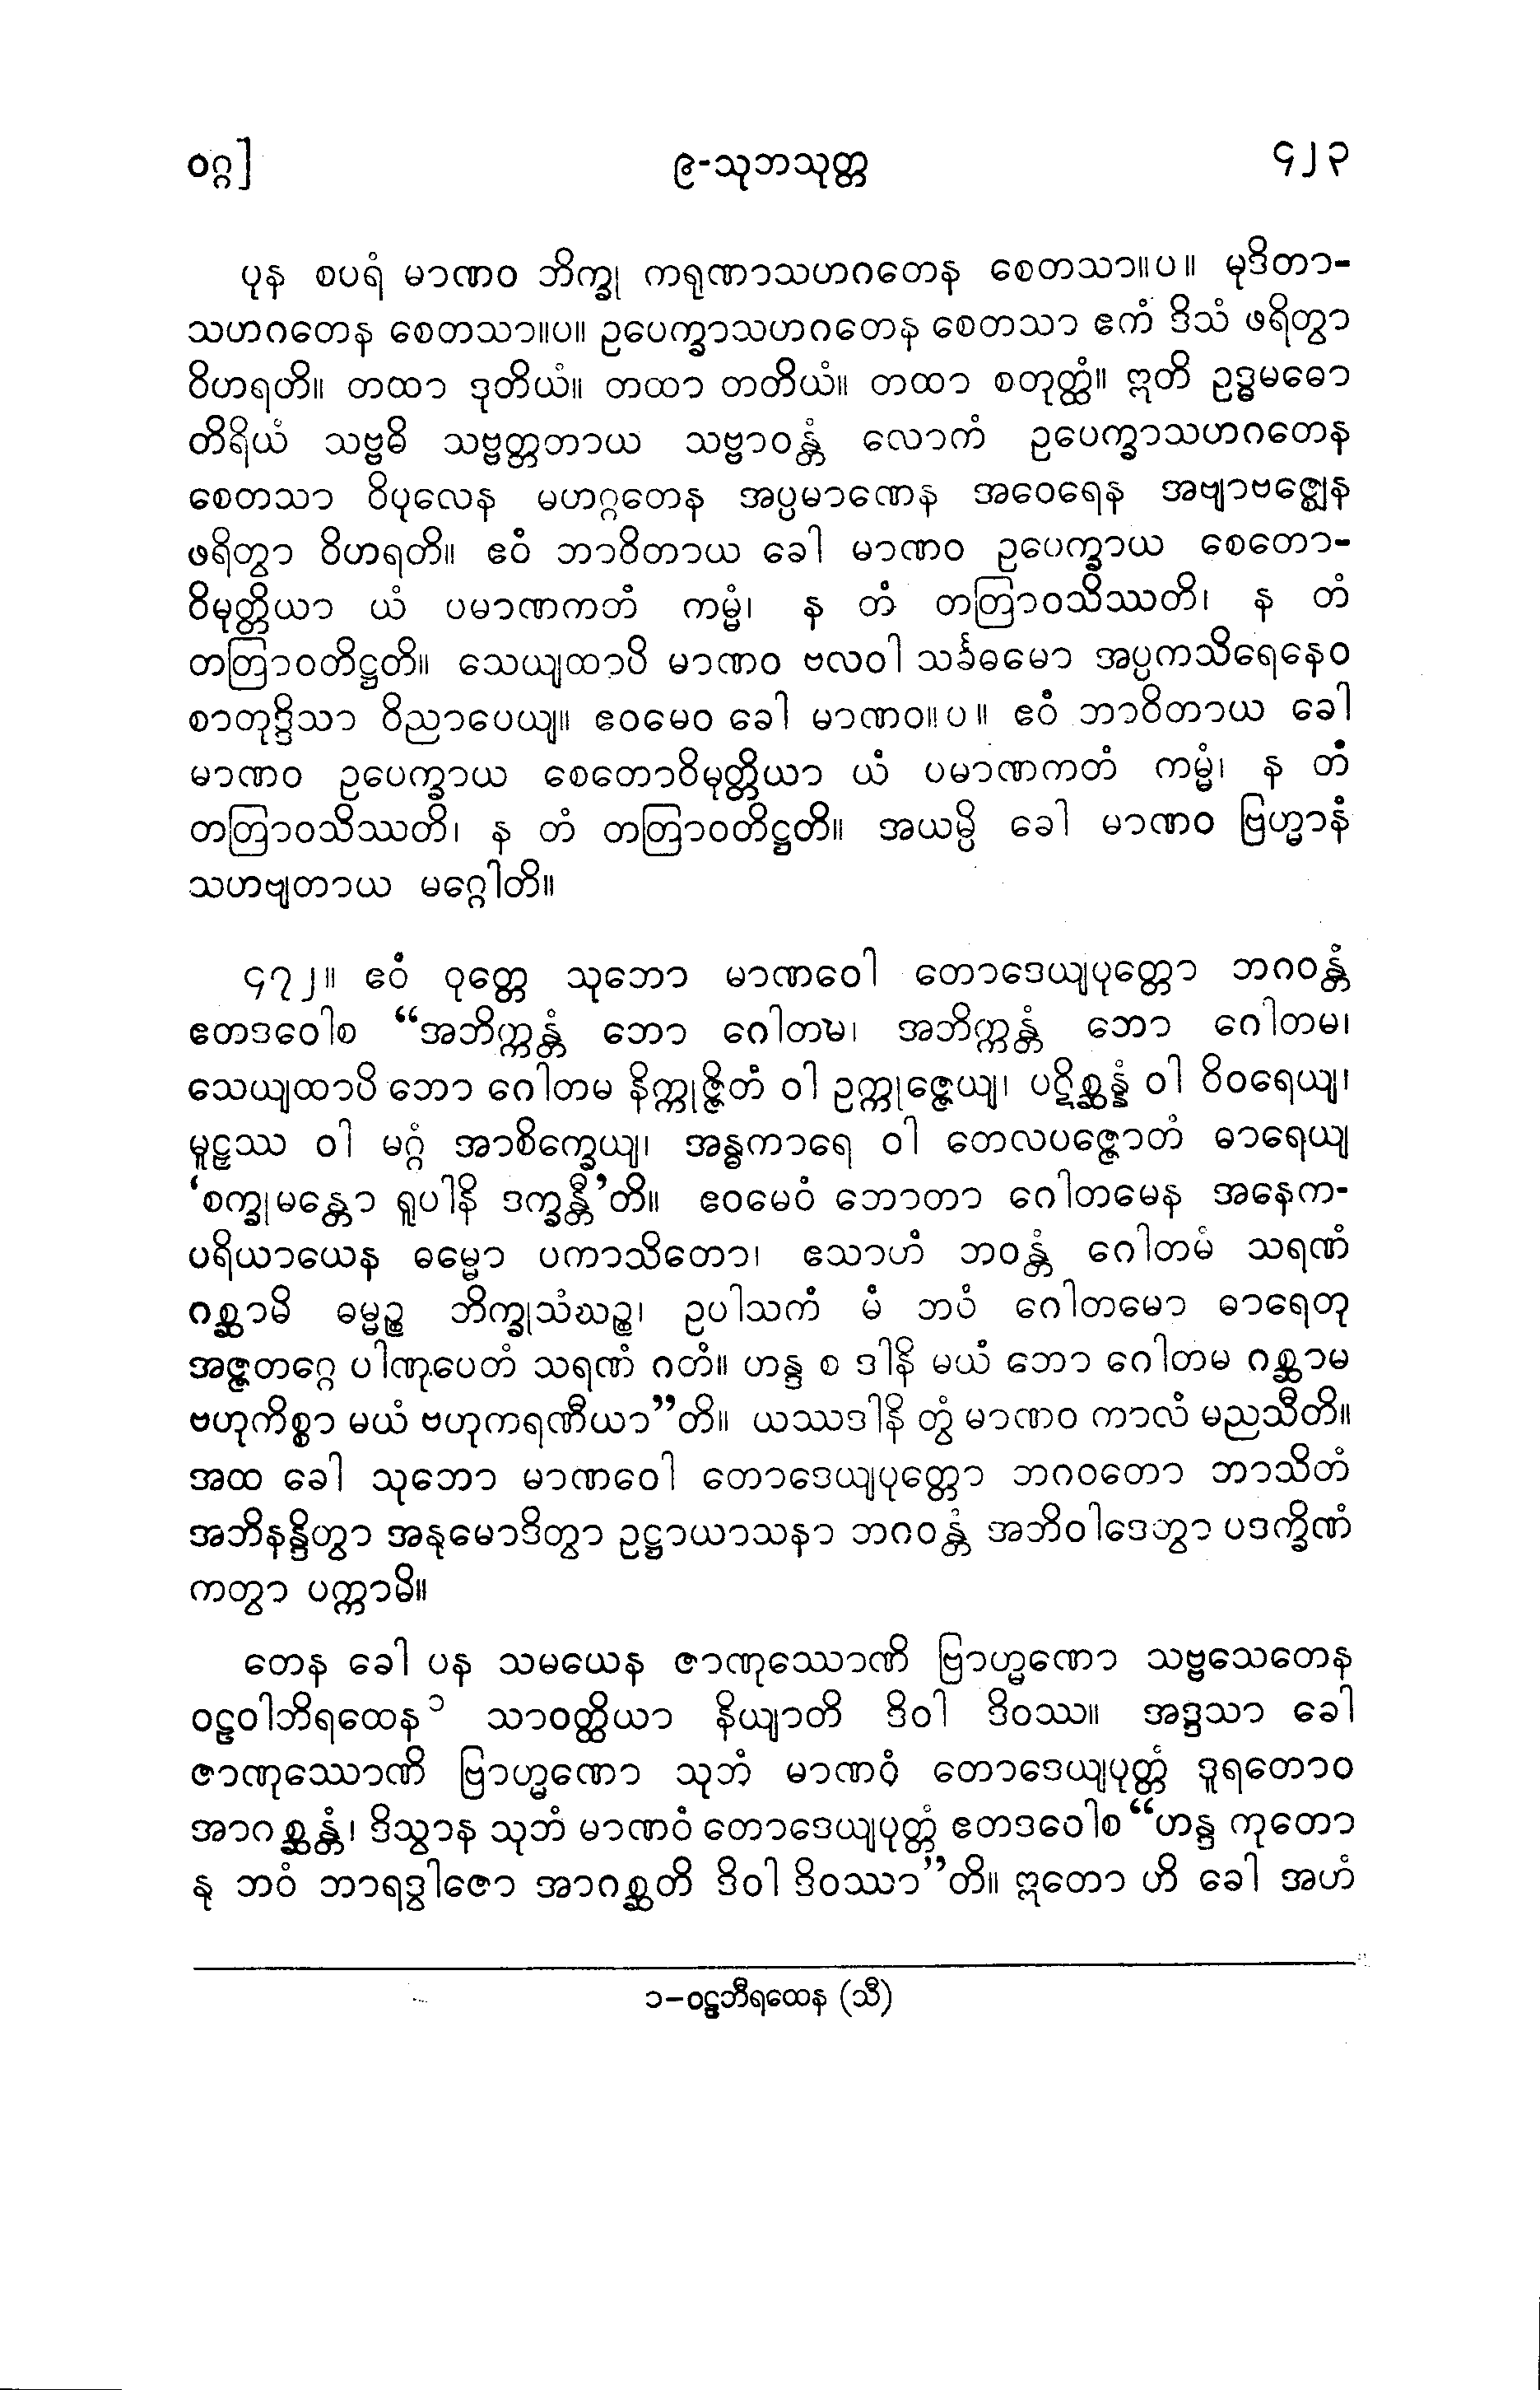 ဝဂ္ဂ]
၉-သုဘသုတ္တ
၄၂၃
ပုန စပရံ မာဏဝ ဘိက္ခု ကရုဏာသဟဂတေန စေတသာ။ပ။ မုဒိတာ-
သဟဂတေန စေတသာ။ပ။ ဥပေက္ခာသဟဂတေန စေတသာ ဧကံ ဒိသံ ဖရိတွာ
ဝိဟရတိ။ တထာ ဒုတိယံ။ တထာ တတိယံ။ တထာ စတုတ္ထံ။ ဣတိ ဥဒ္ဓမဓော
တိရိယံ သဗ္ဗဓိ သဗ္ဗတ္တတာယ သဗ္ဗာဝန္တံ လောကံ ဥပေက္ခာသဟဂတေန
စေတသာ ဝိပုလေန မဟဂ္ဂတေန အပ္ပမာဏေန အဝေရေန အဗျာဗဇ္ဈေန
ဖရိတွာ ဝိဟရတိ။ ဧဝံ ဘာဝိတာယ ခေါ မာဏဝ ဥပေက္ခာယ စေတော-
ဝိမုတ္တိယာ ယံ ပမာဏကတံ ကမ္မံ၊ န တံ တတြာဝသိဿတိ၊ န တံ
တတြာဝတိဋ္ဌတိ။ သေယျထာပိ မာဏဝ ဗလဝါ သင်္ခဓမော အပ္ပကသိရေနေဝ
စာတုဒ္ဒိသာ ဝိညာပေယျ။ ဧဝမေဝ ခေါ မာဏဝ။ပ။ ဧဝံ ဘာဝိတာယ ခေါ
မာဏဝ ဥပေက္ခာယ စေတောဝိမုတ္တိယာ ယံ ပမာဏကတံ ကမ္မံ၊ န တံ
တတြာဝသိဿတိ၊ န တံ တတြာဝတိဋ္ဌတိ။ အယမ္ပိ ခေါ မာဏဝ ဗြဟ္မာနံ
သဟဗျတာယ မဂ္ဂေါတိ။
၄၇၂။ ဧဝံ ဝုတ္တေ သုဘော မာဏဝေါ တောဒေယျပုတ္တော ဘဂဝန္တံ
ဧတဒဝေါစ “အဘိက္ကန္တံ ဘော ဂေါတမ၊ အဘိက္ကန္တံ ဘော ဂေါတမ၊
သေယျထာပိ ဘော ဂေါတမ နိက္ကုဇ္ဇိတံ ဝါ ဥက္ကုဇ္ဇေယျ၊ ပဋိစ္ဆန္နံ ဝါ ဝိဝရေယျ၊
မူဠှဿ ဝါ မဂ္ဂံ အာစိက္ခေယျ၊ အန္ဓကာရေ ဝါ တေလပဇ္ဇောတံ ဓာရေယျ
‘စက္ခုမန္တော ရူပါနိ ဒက္ခန္တီ’တိ။ ဧဝမေဝံ ဘောတာ ဂေါတမေန အနေက-
ပရိယာယေန ဓမ္မော ပကာသိတော၊ ဧသာဟံ ဘဝန္တံ ဂေါတမံ သရဏံ
ဂစ္ဆာမိ ဓမ္မဉ္စ ဘိက္ခုသံဃဉ္စ၊ ဥပါသကံ မံ ဘဝံ ဂေါတမော ဓာရေတု
အဇ္ဇတဂ္ဂေ ပါဏုပေတံ သရဏံ ဂတံ။ ဟန္ဒ စ ဒါနိ မယံ ဘော ဂေါတမ ဂစ္ဆာမ
ဗဟုကိစ္စာ မယံ ဗဟုကရဏီယာ”တိ။ ယဿဒါနိ တွံ မာဏဝ ကာလံ မညသီတိ။
အထ ခေါ သုဘော မာဏဝေါ တောဒေယျပုတ္တော ဘဂဝတော ဘာသိတံ
အဘိနန္ဒိတွာ အနုမောဒိတွာ ဥဋ္ဌာယာသနာ ဘဂဝန္တံ အဘိဝါဒေတွာ ပဒက္ခိဏံ
ကတွာ ပက္ကာမိ။
တေန ခေါ ပန သမယေန ဇာဏုဿောဏိ ဗြာဟ္မဏော သဗ္ဗသေတေန
ဝဠဝါဘိရထေန ၁ သာဝတ္ထိယာ နိယျာတိ ဒိဝါ ဒိဝဿ။ အဒ္ဒသာ ခေါ
ဇာဏုဿောဏိ ဗြာဟ္မဏော သုဘံ မာဏဝံ တောဒေယျပုတ္တံ ဒူရတောဝ
အာဂစ္ဆန္တံ၊ ဒိသွာန သုဘံ မာဏဝံ တောဒေယျပုတ္တံ ဧတဒဝေါစ “ဟန္ဒ ကုတော
နု ဘဝံ ဘာရဒွါဇော အာဂစ္ဆတိ ဒိဝါ ဒိဝဿာ”တိ။ ဣတော ဟိ ခေါ အဟံ
၁-ဝဠဘီရထေန (သီ)